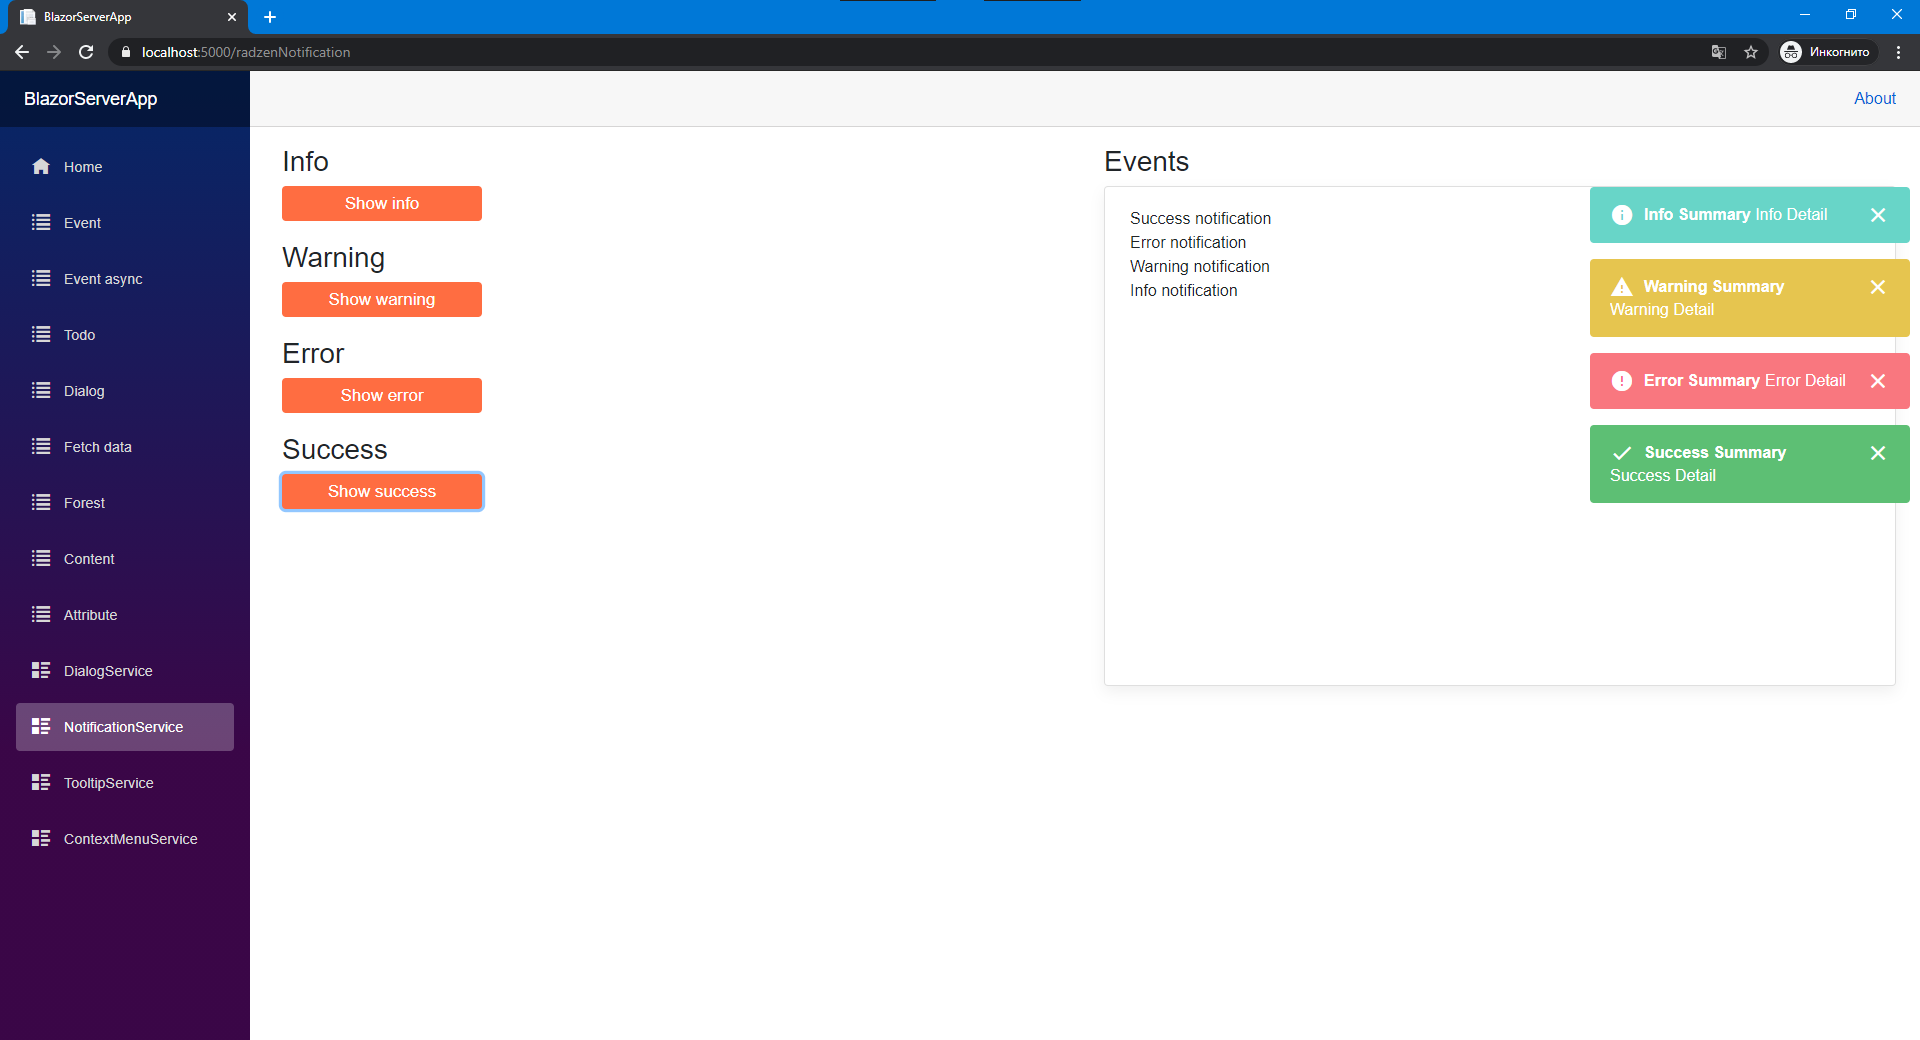 BlazorServerApp
localhost:5000/radzenNotification
Инкогнито
BlazorServerApp
About
Home
Event
Event async
Todo
Dialog
Fetch data
Forest
Content
Attribute
DialogService
NotificationService
TooltipService
ContextMenuService
Info
Show info
Warning
Show warning
Error
Show error
Success
Show success
Events
Success notification
Error notification
Warning notification
Info notification
Info Summary Info Detail
Warning Summary
Warning Detail
Error Summary Error Detail
Success Summary
Success Detail